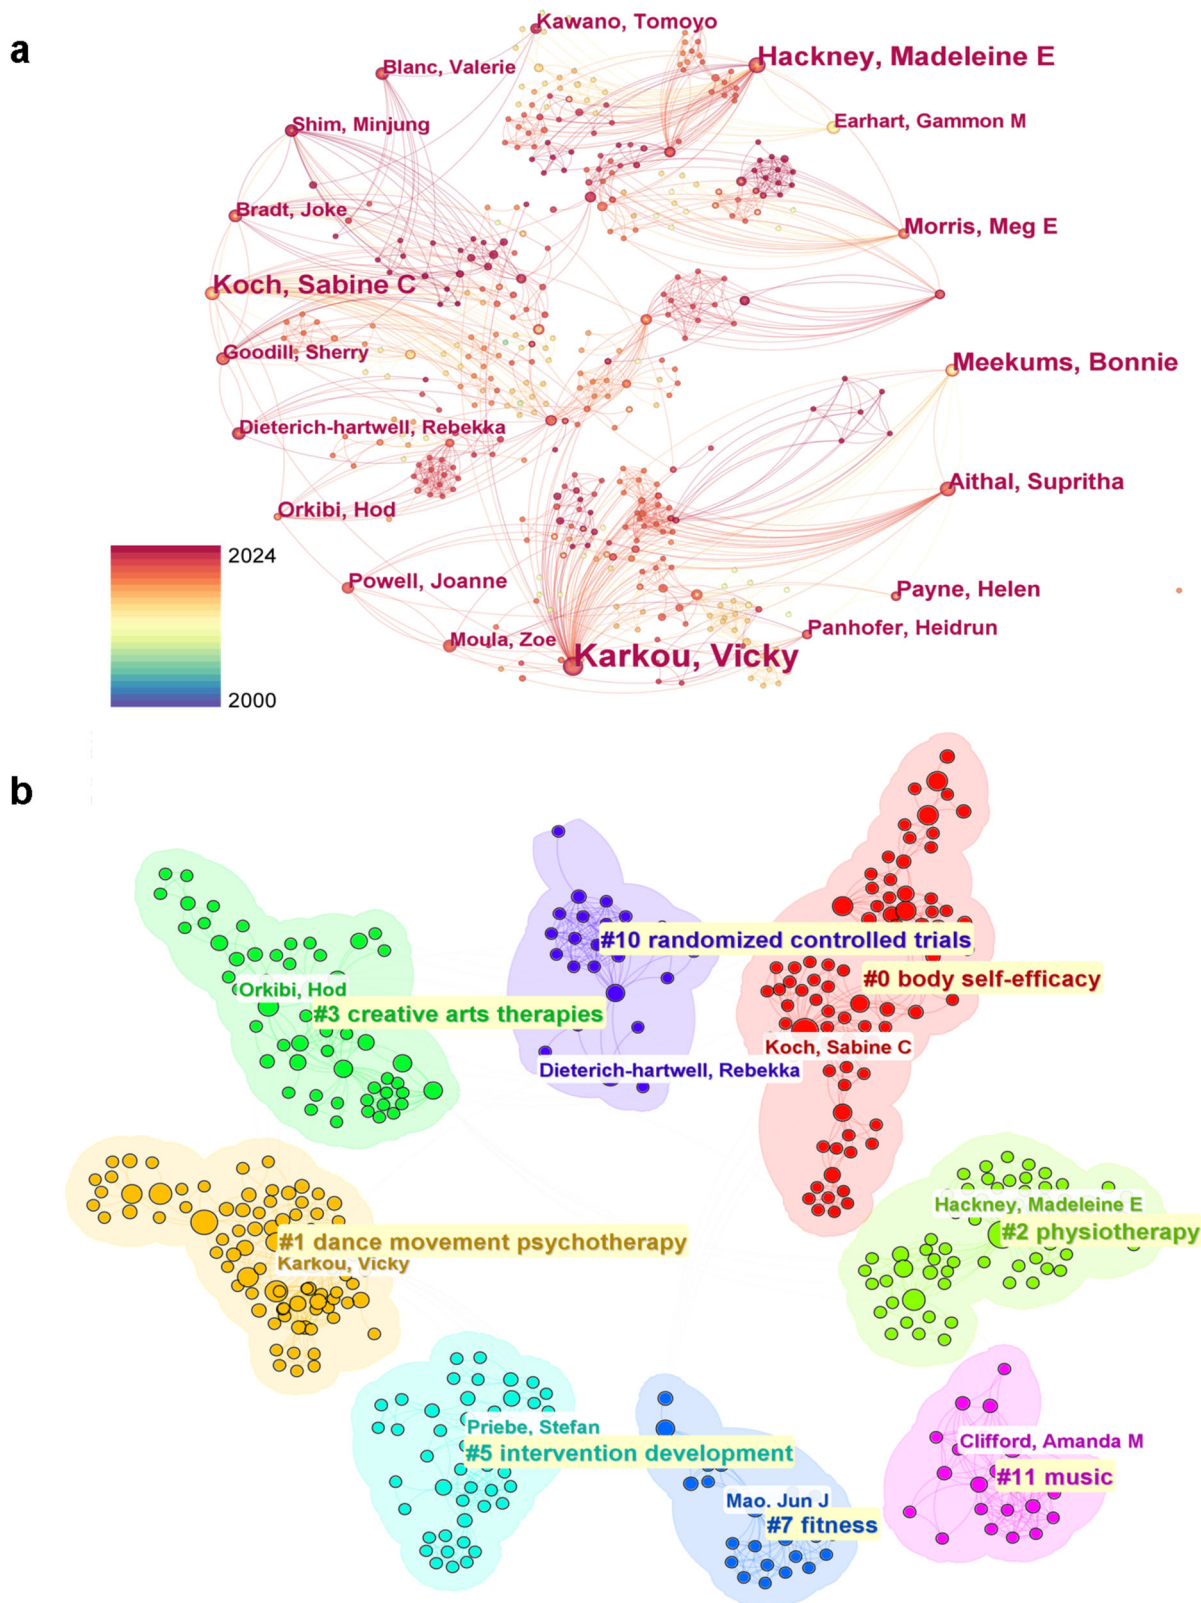 a
Kawano, Tomoyo
Hackney, Madeleine E
Blanc, Valerie
Earhart, Gammon M
Shim, Minjung
Bradt, Joke
Morris, Meg E
Koch, Sabine C
Goodill, Sherry
Meekums, Bonnie
Dieterich-hartwell, Rebekka
Aithal, Supritha
Orkibi, Hod
2024
Powell, Joanne
Payne, Helen
Panhofer, Heidrun
Moula, Zoe
Karkou, Vicky
2000
b
#10 randomized controlled trials
#0 body self-efficacy
Orkibi, Hod
#3 creative arts therapies
Koch, Sabine C
Dieterich-hartwell, Rebekka
Hackney, Madeleine E
#2 physiotherapy
#1 dance movement psychotherapy
Karkou, Vicky
Priebe, Stefan
#5 intervention development
Clifford, Amanda M
#11 music
Mao, Jun J
#7 fitness